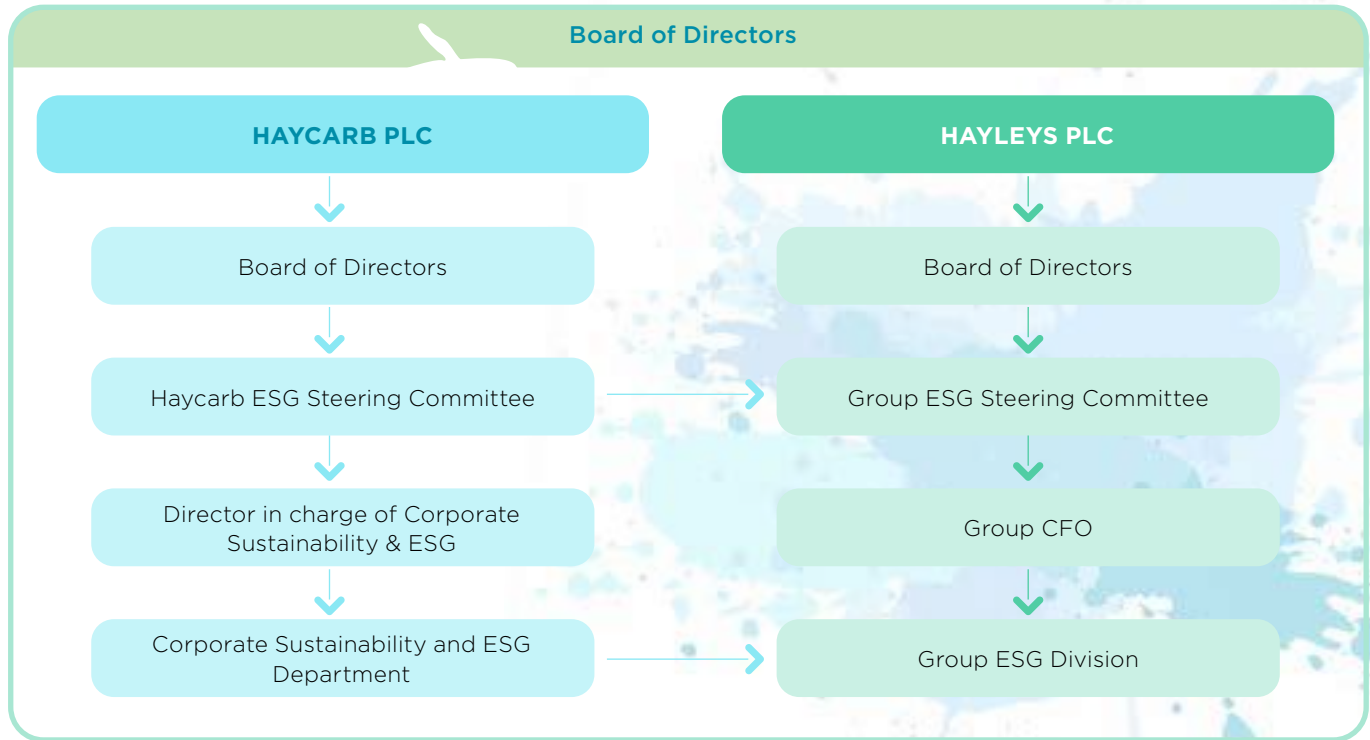 Board of Directors
HAYCARB PLC
HAYLEYS PLC
Board of Directors
Board of Directors
Haycarb ESG Steering Committee
Group ESG Steering Committee
Director in charge of Corporate
Sustainability & ESG
Group CFO
Corporate Sustainability and ESG
Department
Group ESG Division